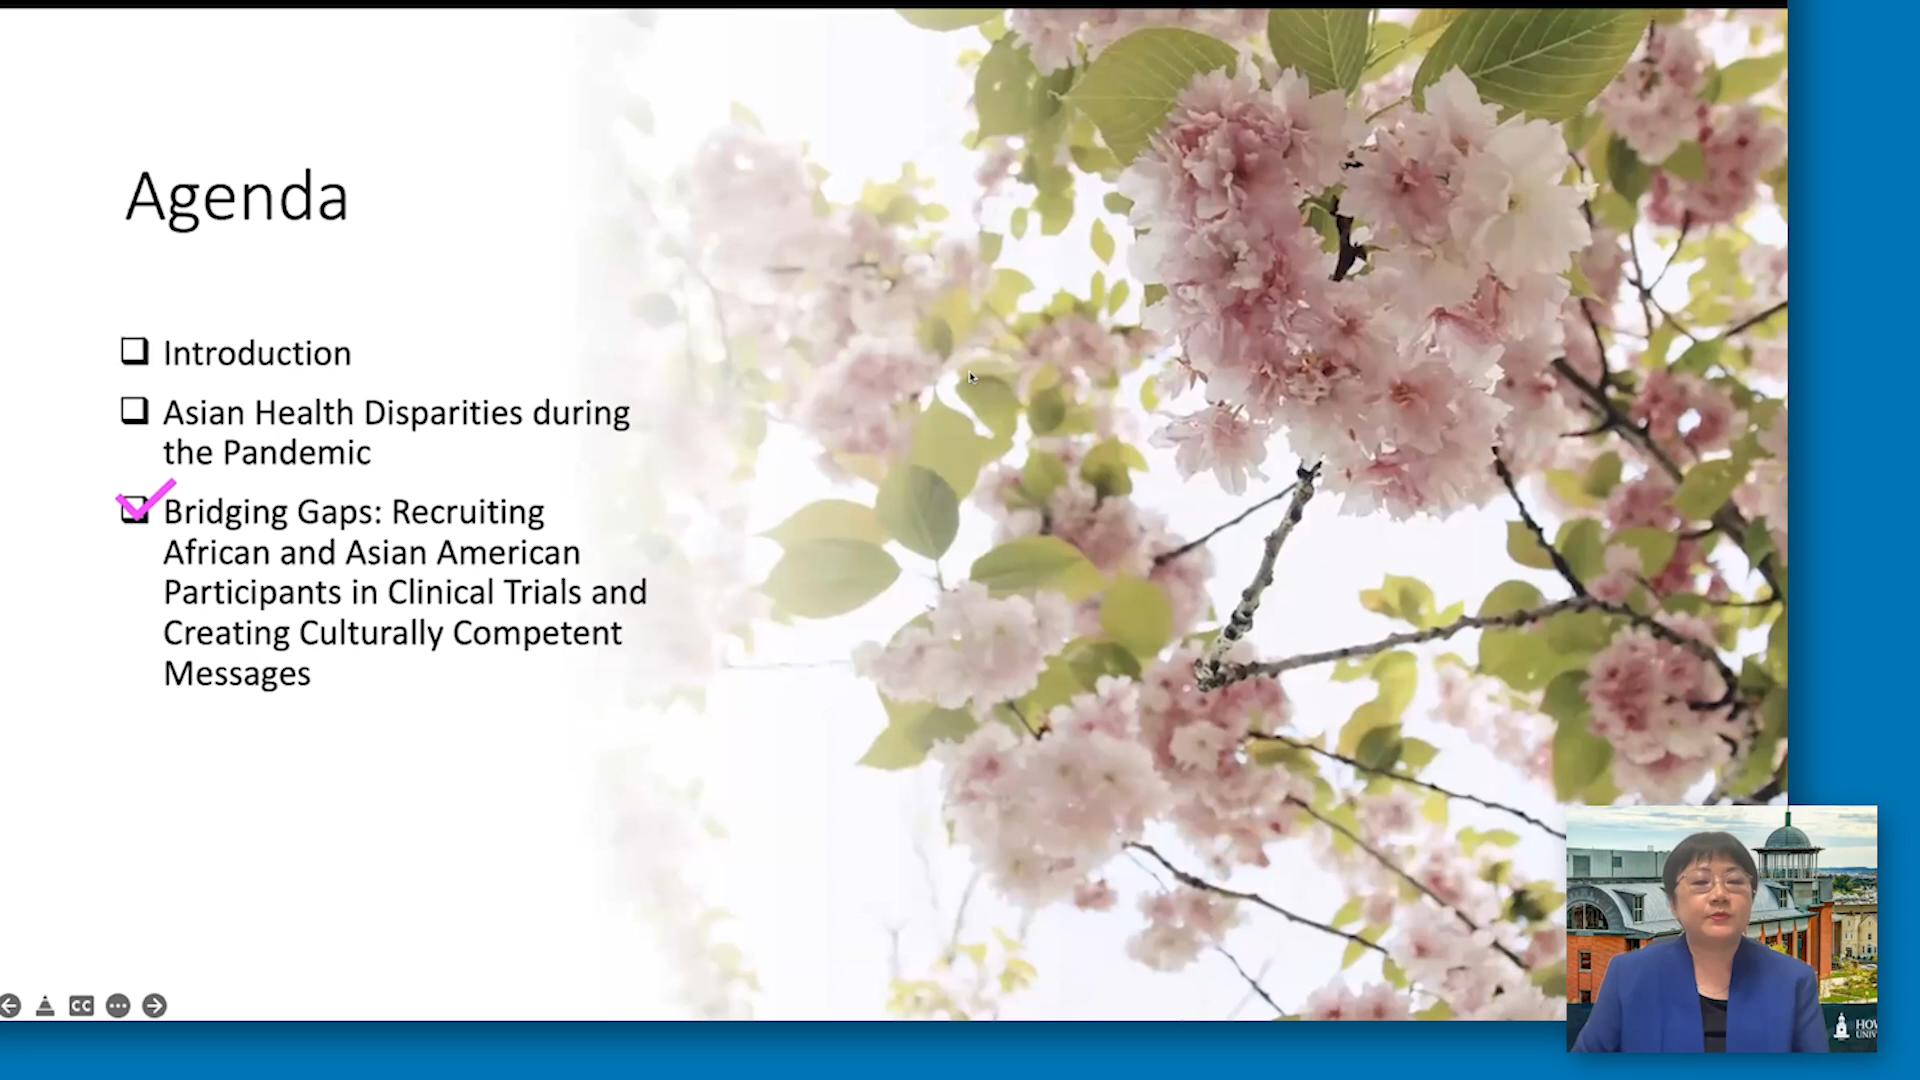 Agenda
Introduction
Asian Health Disparities during
the Pandemic
Bridging Gaps: Recruiting
African and Asian American
Participants in Clinical Trials and
Creating Culturally Competent
Messages
CC